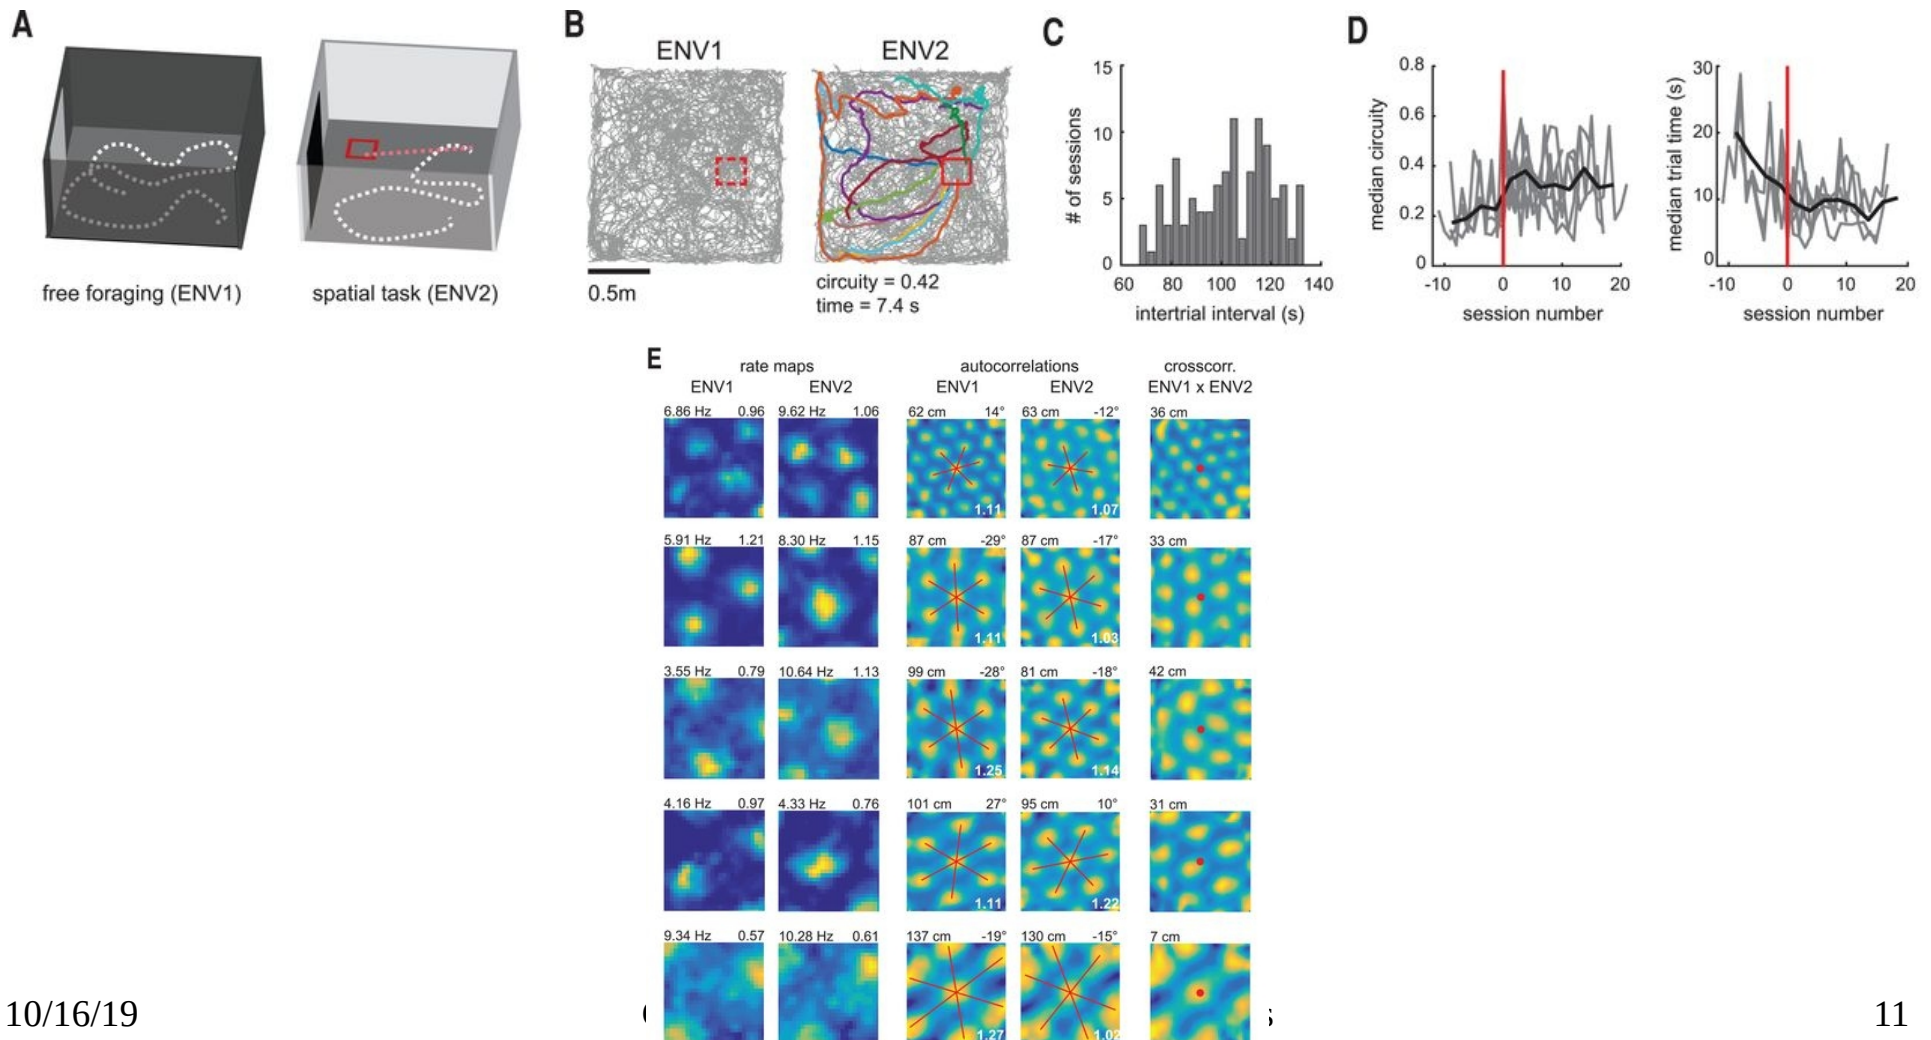 A
free foraging (ENV1)
spatial task (ENV2)
B
ENV1
ENV2
0.5m
circuity = 0.42
time = 7.4 s
C
# of sessions
15
10
5
0
60 80 100 120 140
intertrial interval (s)
D
median circuity
0.8
0.6
0.4
0.2
0
-10 0 10 20
session number
median trial time (s)
30
20
10
0
-10 0 10 20
session number
E
rate maps autocorrelations crosscorr.
ENV1 ENV2 ENV1 ENV2 ENV1 x ENV2
6.86 Hz 0.96 9.62 Hz 1.06 62 cm 14° 63 cm -12° 36 cm
1.11 1.07
5.91 Hz 1.21 8.30 Hz 1.15 87 cm -29° 87 cm -17° 33 cm
1.11 1.03
3.55 Hz 0.79 10.64 Hz 1.13 99 cm -28° 81 cm -18° 42 cm
1.25 1.14
4.16 Hz 0.97 4.33 Hz 0.76 101 cm 27° 95 cm 10° 31 cm
1.11 1.22
9.34 Hz 0.57 10.28 Hz 0.61 137 cm -19° 130 cm -15° 7 cm
1.27 1.02
10/16/19
11